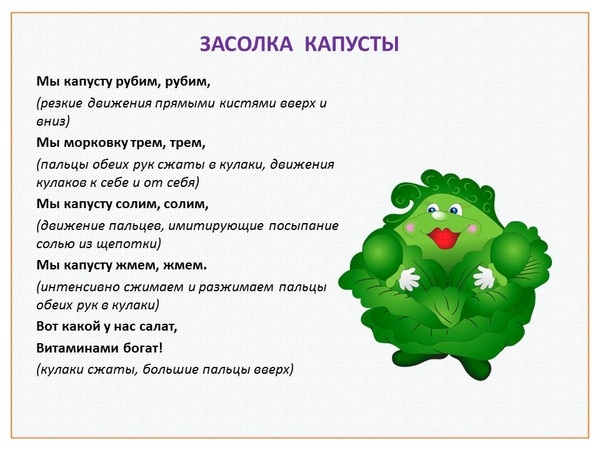 ЗАСОЛКА КАПУСТЫ
Мы капусту рубим, рубим,
(резкие движения прямыми кистями вверх и
вниз)
Мы морковку трем, трем,
(пальцы обеих рук сжаты в кулаки, движения
кулаков к себе и от себя)
Мы капусту солим, солим,
(движение пальцев, имитирующие посыпание
солью из щепотки)
Мы капусту жмем, жмем.
(интенсивно сжимаем и разжимаем пальцы
обеих рук в кулаки)
Вот какой у нас салат,
Витаминами богат!
(кулаки сжаты, большие пальцы вверх)